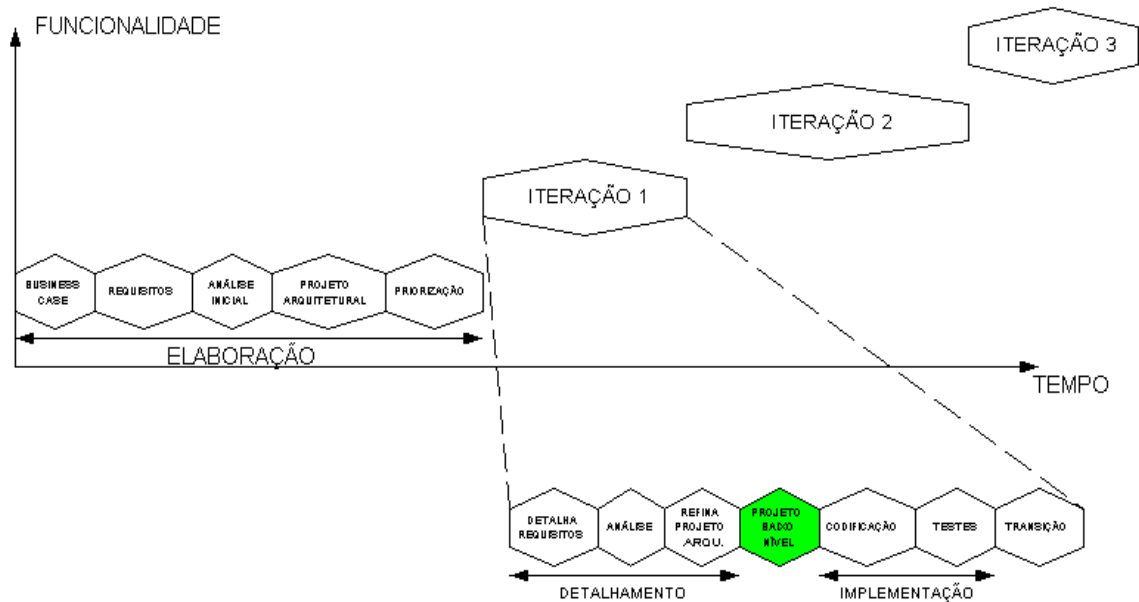 FUNCIONALIDADE
ITERAÇÃO 3
ITERAÇÃO 2
ITERAÇÃO 1
BUSINESS
CASE
REQUISITOS
ANÁLISE
INICIAL
PROJETO
ARQUITETURAL
PRIORIZAÇÃO
ELABORAÇÃO
TEMPO
DETALHA
REQUISITOS
ANÁLISE
REFINA
PROJETO
ARQU.
PROJETO
BAIXO
NÍVEL
CODIFICAÇÃO
TESTES
TRANSIÇÃO
DETALHAMENTO
IMPLEMENTAÇÃO